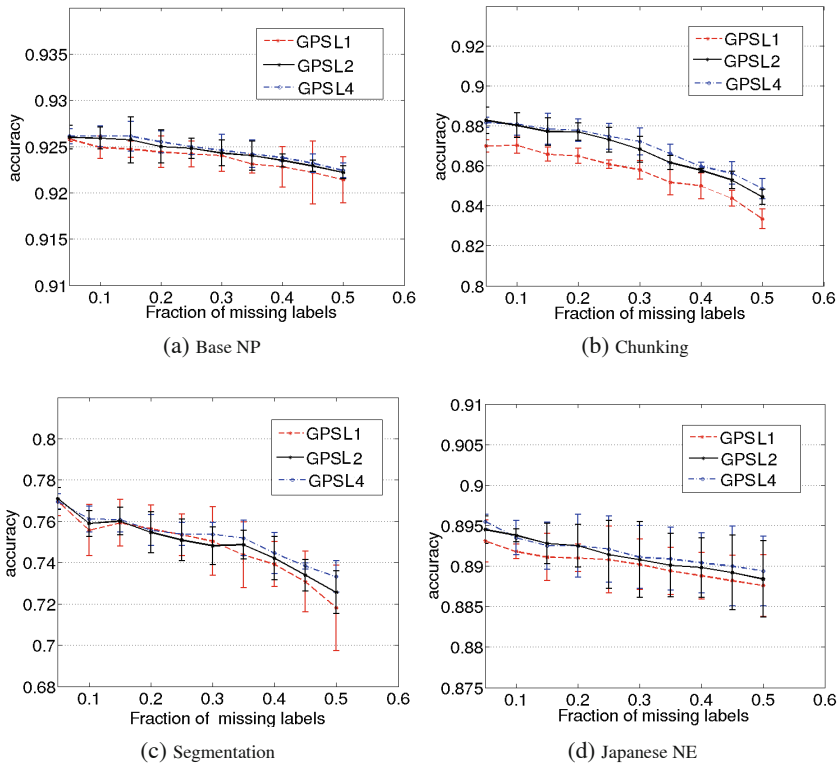 0.935
0.93
0.925
0.92
0.915
0.91
accuracy
GPSL1
GPSL2
GPSL4
0.1 0.2 0.3 0.4 0.5 0.6
Fraction of missing labels
(a) Base NP
0.92
0.9
0.88
0.86
0.84
0.82
0.8
accuracy
GPSL1
GPSL2
GPSL4
0.1 0.2 0.3 0.4 0.5 0.6
Fraction of missing labels
(b) Chunking
0.8
0.78
0.76
0.74
0.72
0.7
0.68
accuracy
GPSL1
GPSL2
GPSL4
0.1 0.2 0.3 0.4 0.5 0.6
Fraction of missing labels
(c) Segmentation
0.91
0.905
0.9
0.895
0.89
0.885
0.88
0.875
accuracy
GPSL1
GPSL2
GPSL4
0.1 0.2 0.3 0.4 0.5 0.6
Fraction of missing labels
(d) Japanese NE